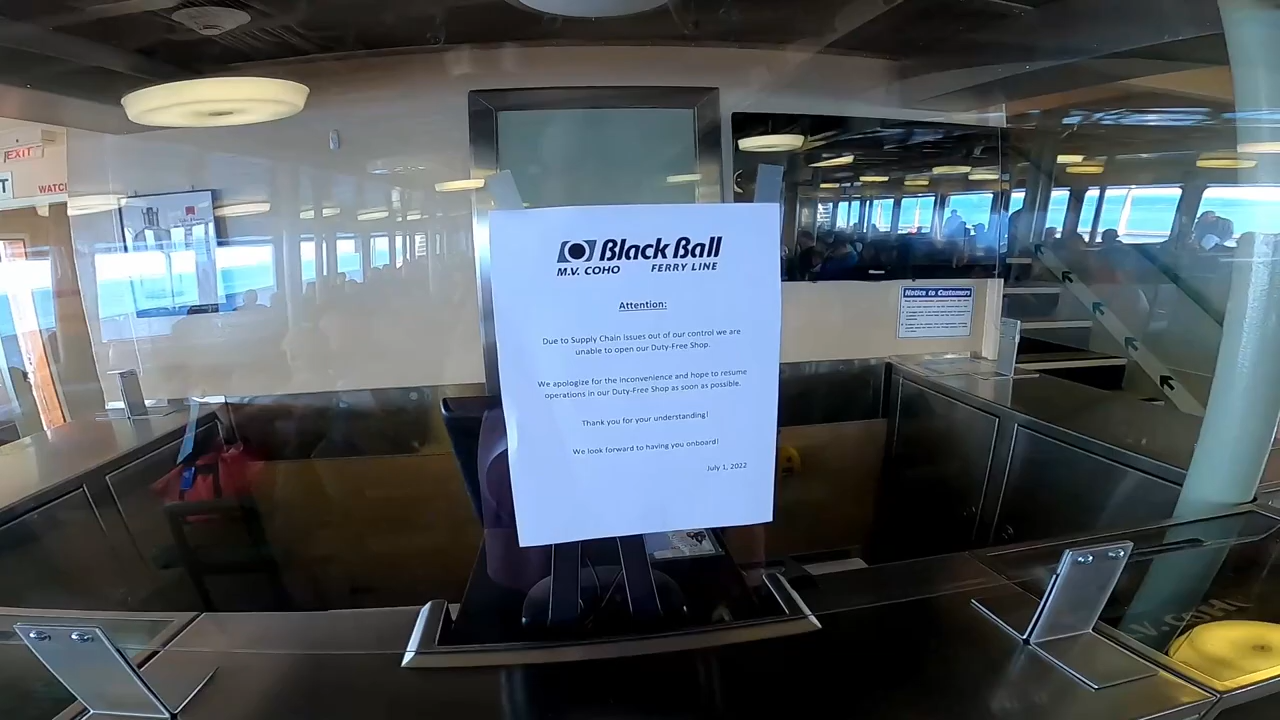 EXIT
WATC
Black Ball
M.V. COHO FERRY LINE
Attention:
Due to Supply Chain Issues out of our control we are
unable to open our Duty-Free Shop.
We apologize for the Inconvenience and hope to resume
operations in our Duty-Free Shop as soon as possible.
Thank you for your understanding!
We look forward to having you onboard!
July 1, 2022
Notice to Customers